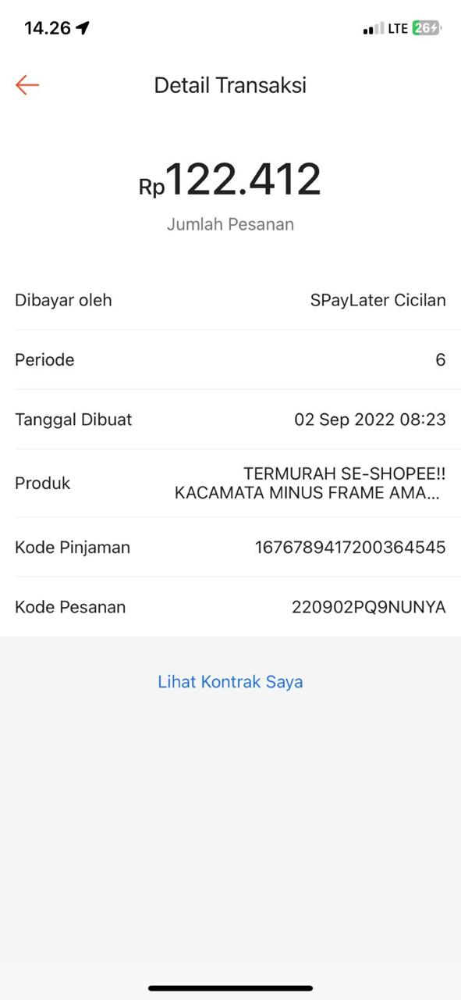 14.26 LTE 26
Detail Transaksi
Rp122.412
Jumlah Pesanan
Dibayar oleh SPayLater Cicilan
Periode 6
Tanggal Dibuat 02 Sep 2022 08:23
Produk TERMURAH SE-SHOPEE!!
KACAMATA MINUS FRAME AMA...
Kode Pinjaman 1676789417200364545
Kode Pesanan 220902PQ9NUNYA
Lihat Kontrak Saya